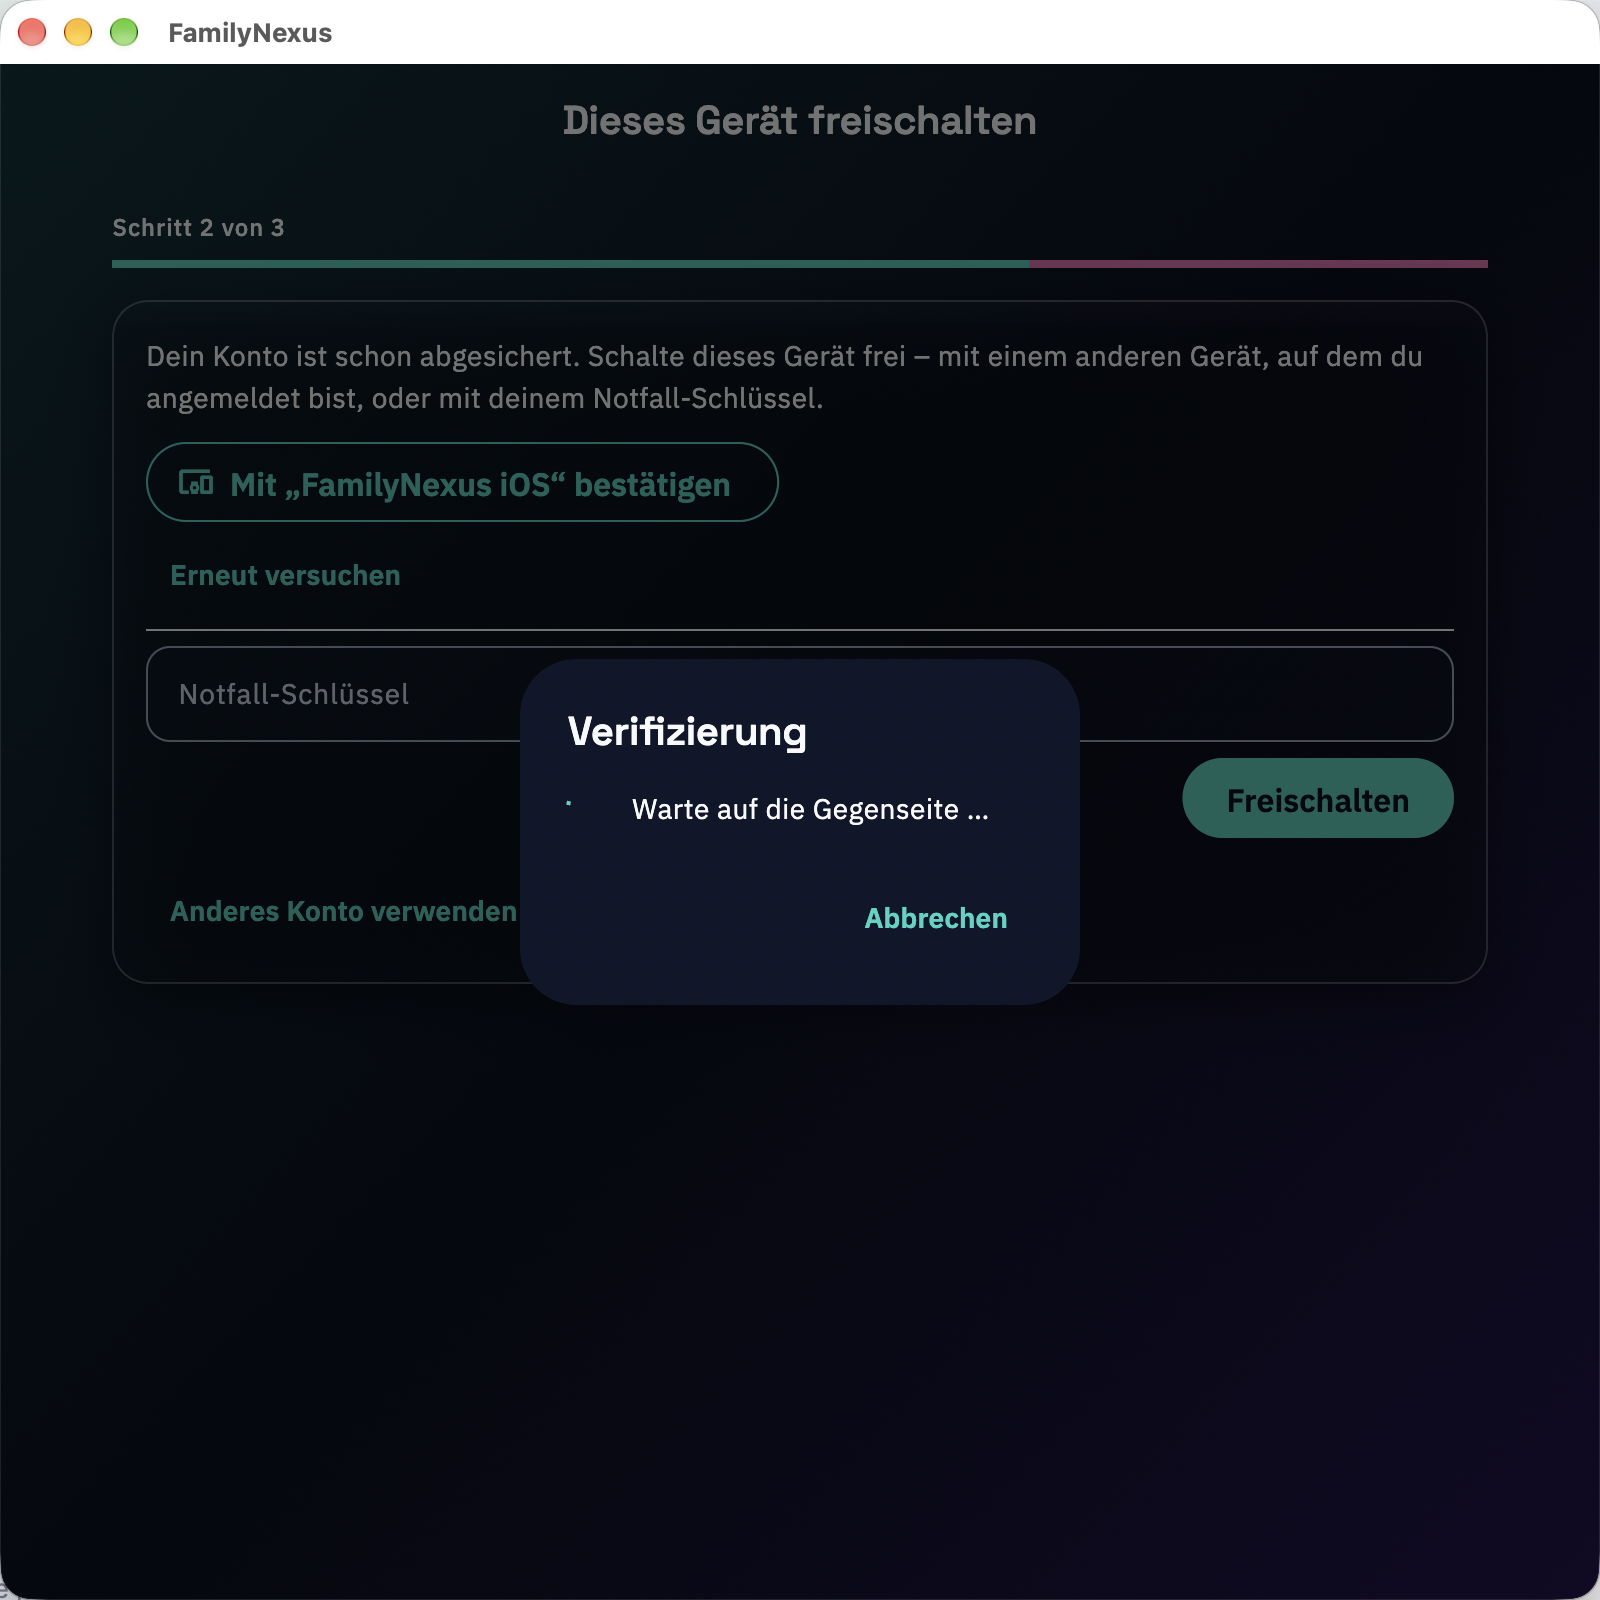 FamilyNexus
Dieses Gerät freischalten
Schritt 2 von 3
Dein Konto ist schon abgesichert. Schalte dieses Gerät frei – mit einem anderen Gerät, auf dem du
angemeldet bist, oder mit deinem Notfall-Schlüssel.
Mit „FamilyNexus iOS“ bestätigen
Erneut versuchen
Notfall-Schlüssel
Verifizierung
Warte auf die Gegenseite ...
Freischalten
Anderes Konto verwenden
Abbrechen